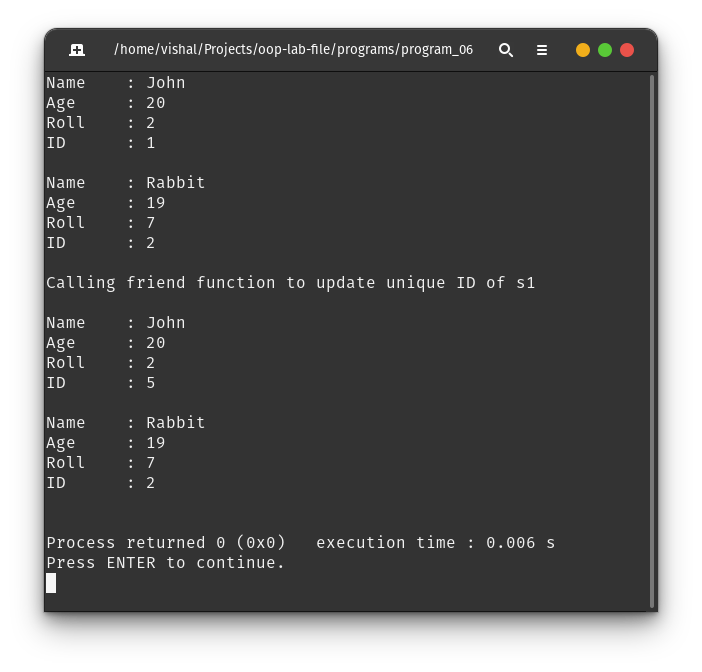 /home/vishal/Projects/oop-lab-file/programs/program_06
Name    : John
Age     : 20
Roll    : 2
ID      : 1

Name    : Rabbit
Age     : 19
Roll    : 7
ID      : 2

Calling friend function to update unique ID of s1

Name    : John
Age     : 20
Roll    : 2
ID      : 5

Name    : Rabbit
Age     : 19
Roll    : 7
ID      : 2


Process returned 0 (0x0)   execution time : 0.006 s
Press ENTER to continue.